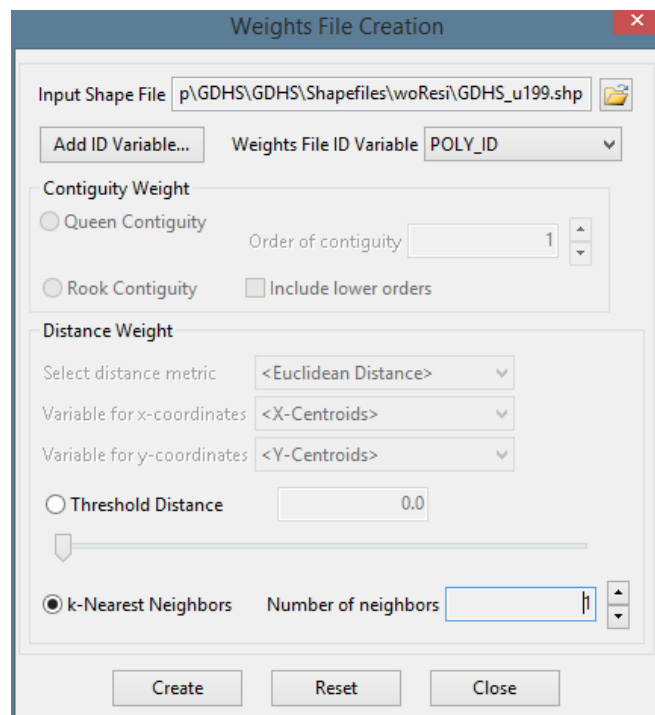 Weights File Creation
Input Shape File p\GDHS\GDHS\Shapefiles\woResi\GDHS_u199.shp
Add ID Variable... Weights File ID Variable POLY_ID
Contiguity Weight
Queen Contiguity
Order of contiguity 1
Rook Contiguity Include lower orders
Distance Weight
Select distance metric <Euclidean Distance>
Variable for x-coordinates <X-Centroids>
Variable for y-coordinates <Y-Centroids>
Threshold Distance 0.0
k-Nearest Neighbors Number of neighbors 1
Create Reset Close